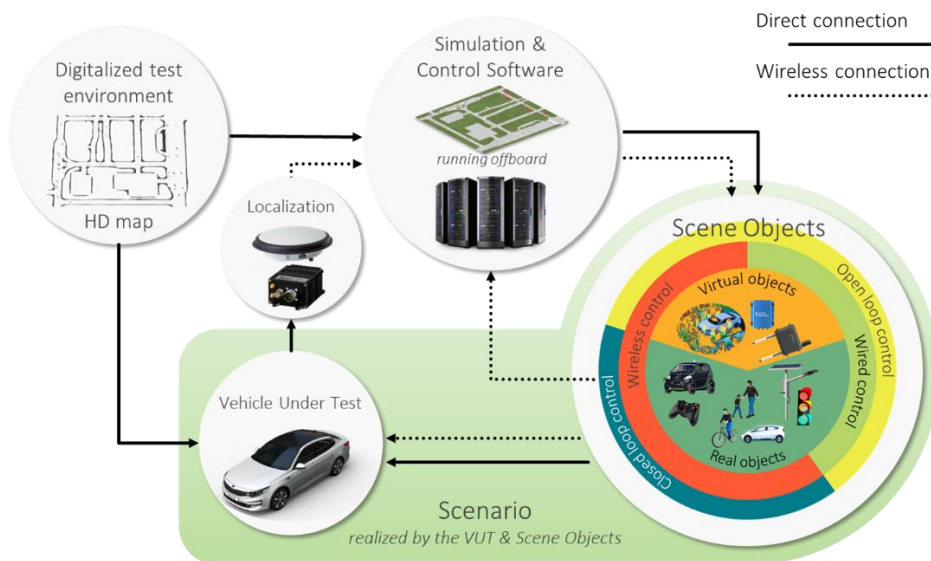 Direct connection
Wireless connection
Digitalized test
environment
HD map
Simulation &
Control Software
running offboard
Localization
Scene Objects
Virtual objects
Real objects
Wireless control
Wired control
Open loop control
Closed loop control
Vehicle Under Test
Scenario
realized by the VUT & Scene Objects